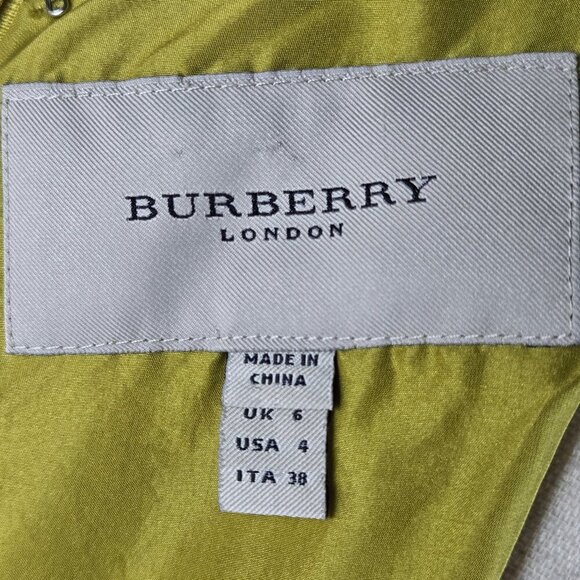 BURBERRY
LONDON
MADE IN
CHINA
UK 6
USA 4
ITA 38